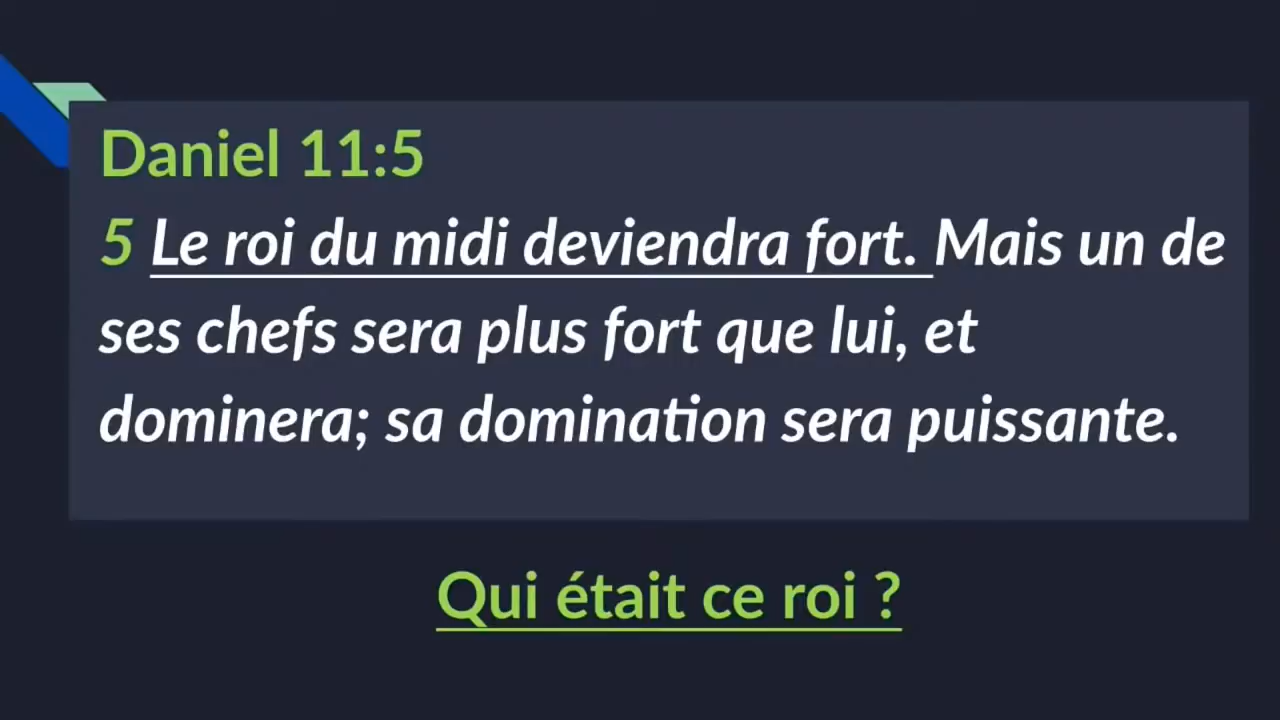 Daniel 11:5
5 Le roi du midi deviendra fort. Mais un de
ses chefs sera plus fort que lui, et
dominera; sa domination sera puissante.
Qui était ce roi ?